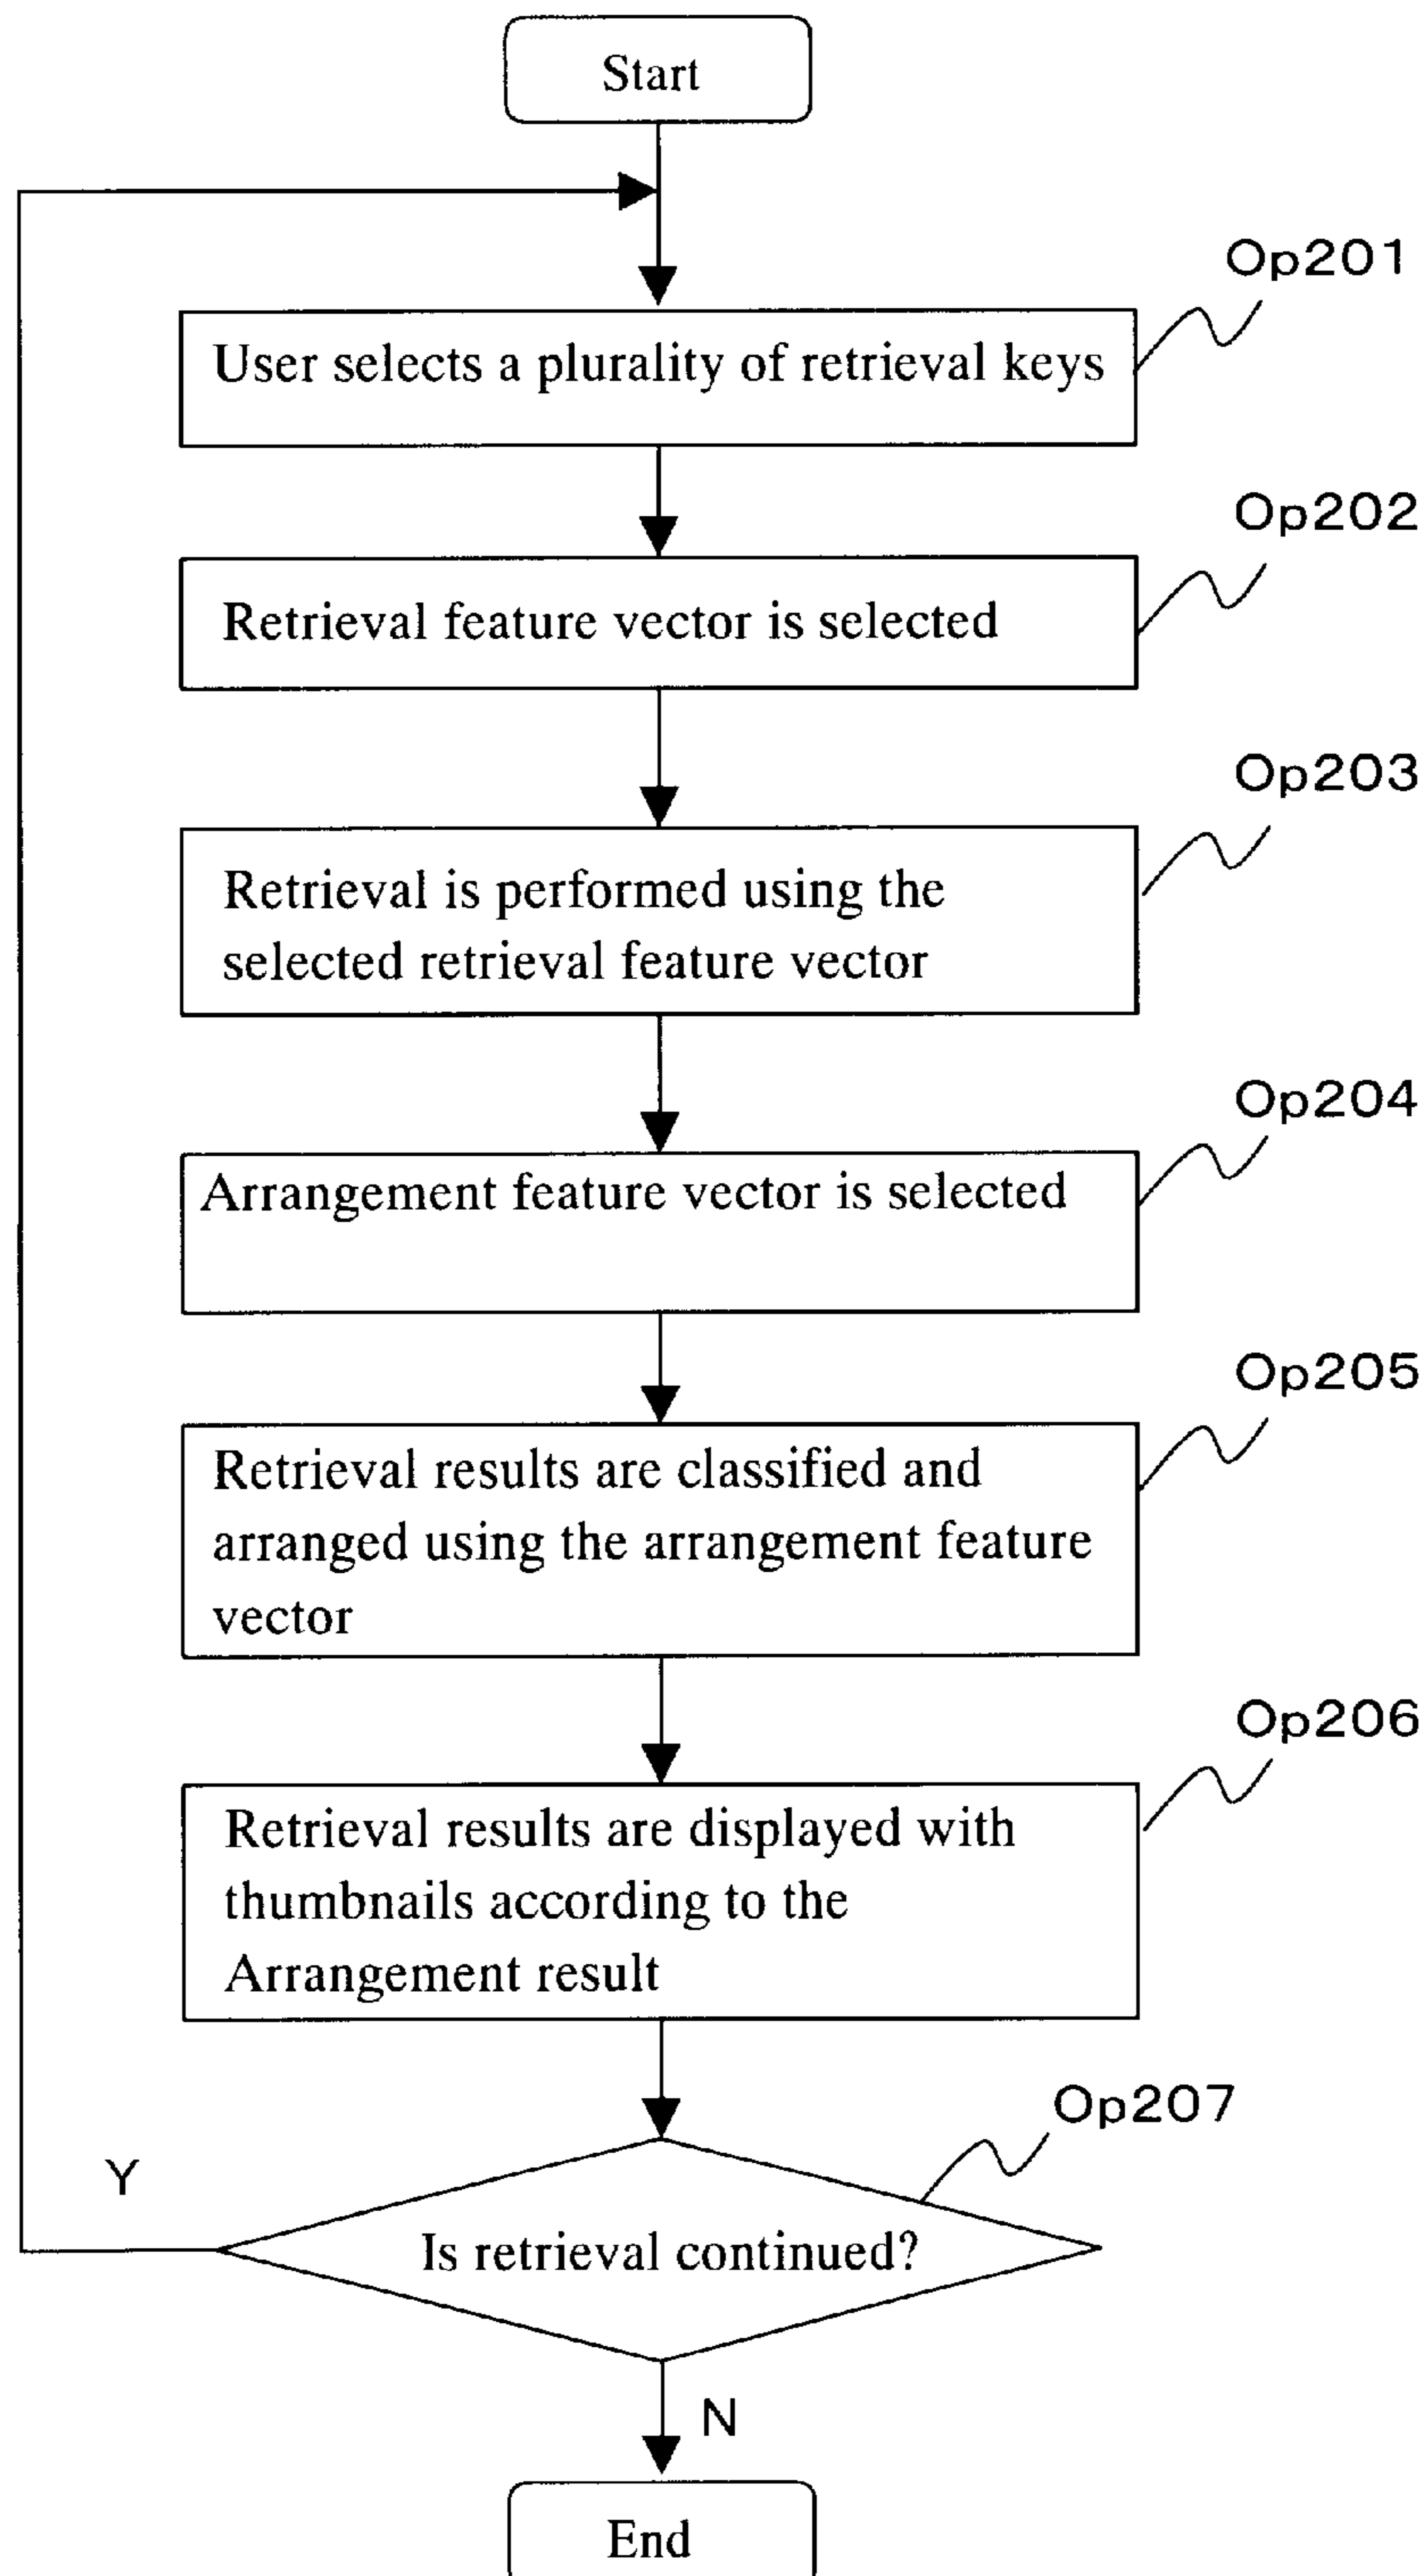 Start
Op201
User selects a plurality of retrieval keys
Op202
Retrieval feature vector is selected
Op203
Retrieval is performed using the
selected retrieval feature vector
Op204
Arrangement feature vector is selected
Op205
Retrieval results are classified and
arranged using the arrangement feature
vector
Op206
Retrieval results are displayed with
thumbnails according to the
Arrangement result
Op207
Y
Is retrieval continued?
N
End